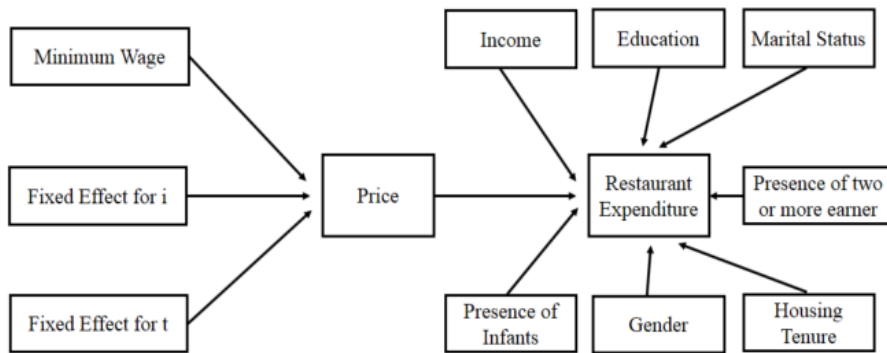 Income
Education
Marital Status
Minimum Wage
Fixed Effect for i
Price
Restaurant
Expenditure
Presence of two
or more earner
Fixed Effect for t
Presence of
Infants
Gender
Housing
Tenure